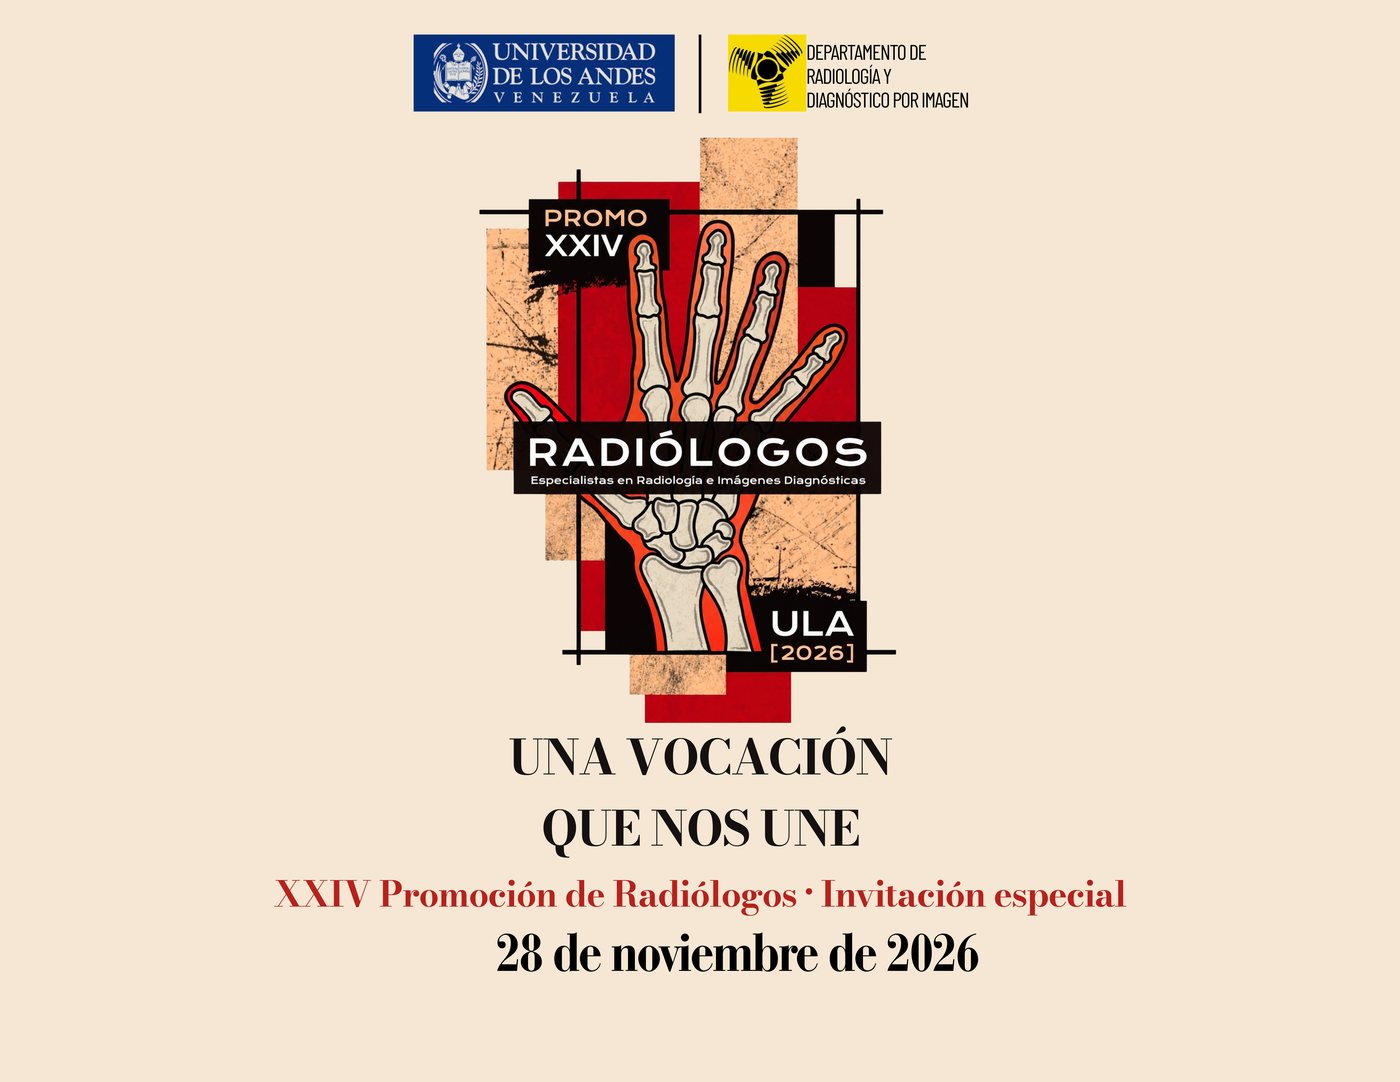 UNIVERSIDAD
DE LOS ANDES
VENEZUELA
DEPARTAMENTO DE
RADIOLOGÍA Y
DIAGNÓSTICO POR IMAGEN
PROMO
XXIV
RADIÓLOGOS
Especialistas en Radiología e Imágenes Diagnósticas
ULA
[2026]
UNA VOCACIÓN
QUE NOS UNE
XXIV Promoción de Radiólogos • Invitación especial
28 de noviembre de 2026